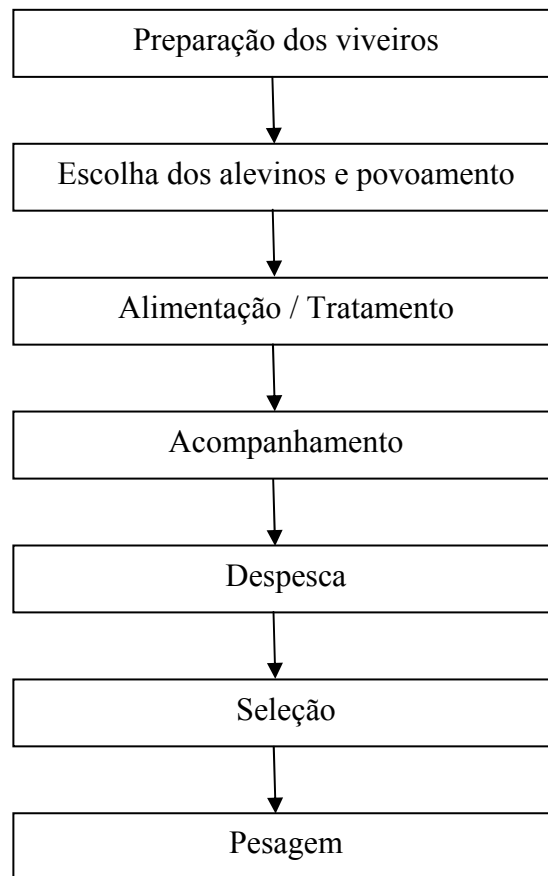 Preparação dos viveiros
Escolha dos alevinos e povoamento
Alimentação / Tratamento
Acompanhamento
Despesca
Seleção
Pesagem